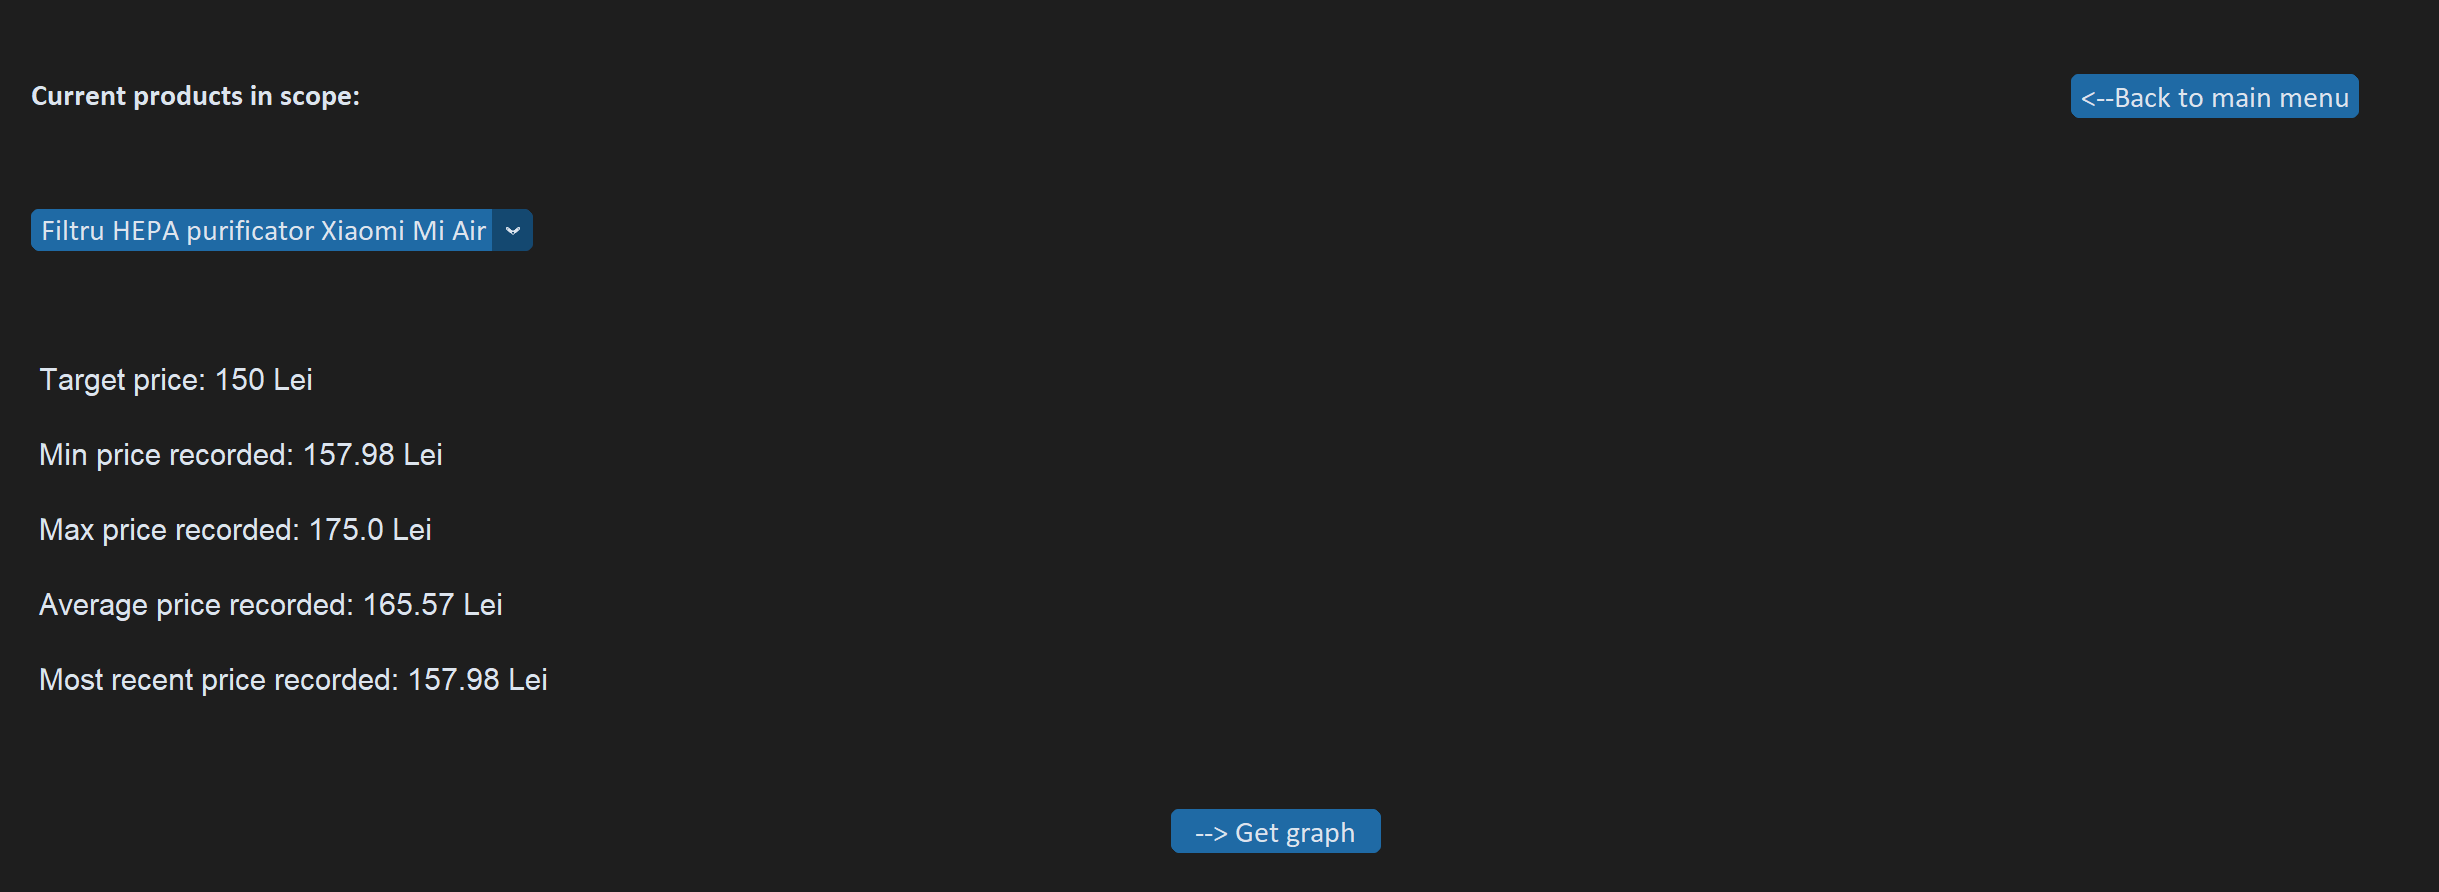 Current products in scope:
<--Back to main menu
Filtru HEPA purificator Xiaomi Mi Air
Target price: 150 Lei
Min price recorded: 157.98 Lei
Max price recorded: 175.0 Lei
Average price recorded: 165.57 Lei
Most recent price recorded: 157.98 Lei
--> Get graph